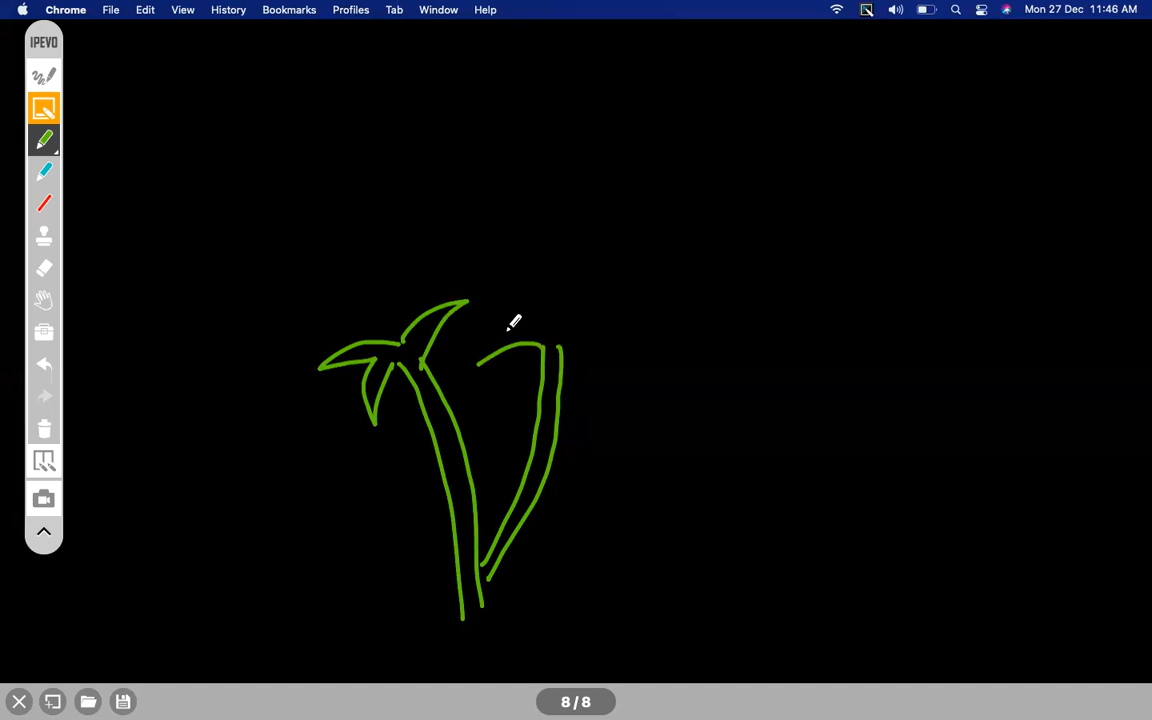 Chrome File Edit View History Bookmarks Profiles Tab Window Help Mon 27 Dec 11:46 AM
IPEVO
8/8